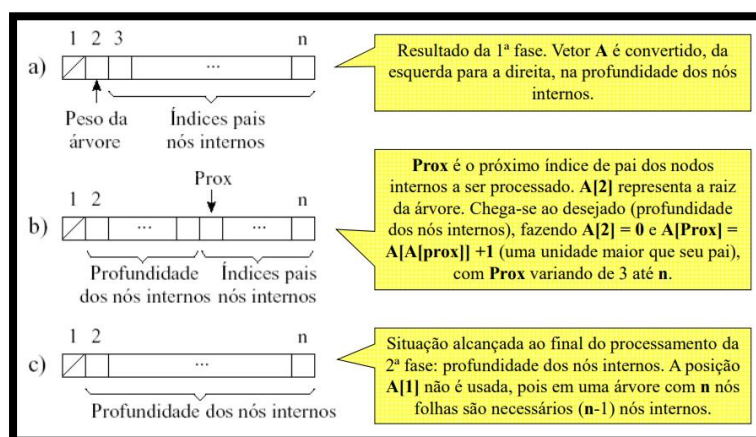 1 2 3 n
a) ...
Peso da
árvore
Índices pais
nós internos
Resultado da 1ª fase. Vetor A é convertido, da
esquerda para a direita, na profundidade dos nós
internos.
Prox
1 2 n
b) ... ...
Profundidade
dos nós internos
Índices pais
nós internos
Prox é o próximo índice de pai dos nodos
internos a ser processado. A[2] representa a raiz
da árvore. Chega-se ao desejado (profundidade
dos nós internos), fazendo A[2] = 0 e A[Prox] =
A[A[prox]] +1 (uma unidade maior que seu pai),
com Prox variando de 3 até n.
1 2 n
c) ...
Profundidade dos nós internos
Situação alcançada ao final do processamento da
2ª fase: profundidade dos nós internos. A posição
A[1] não é usada, pois em uma árvore com n nós
folhas são necessários (n-1) nós internos.